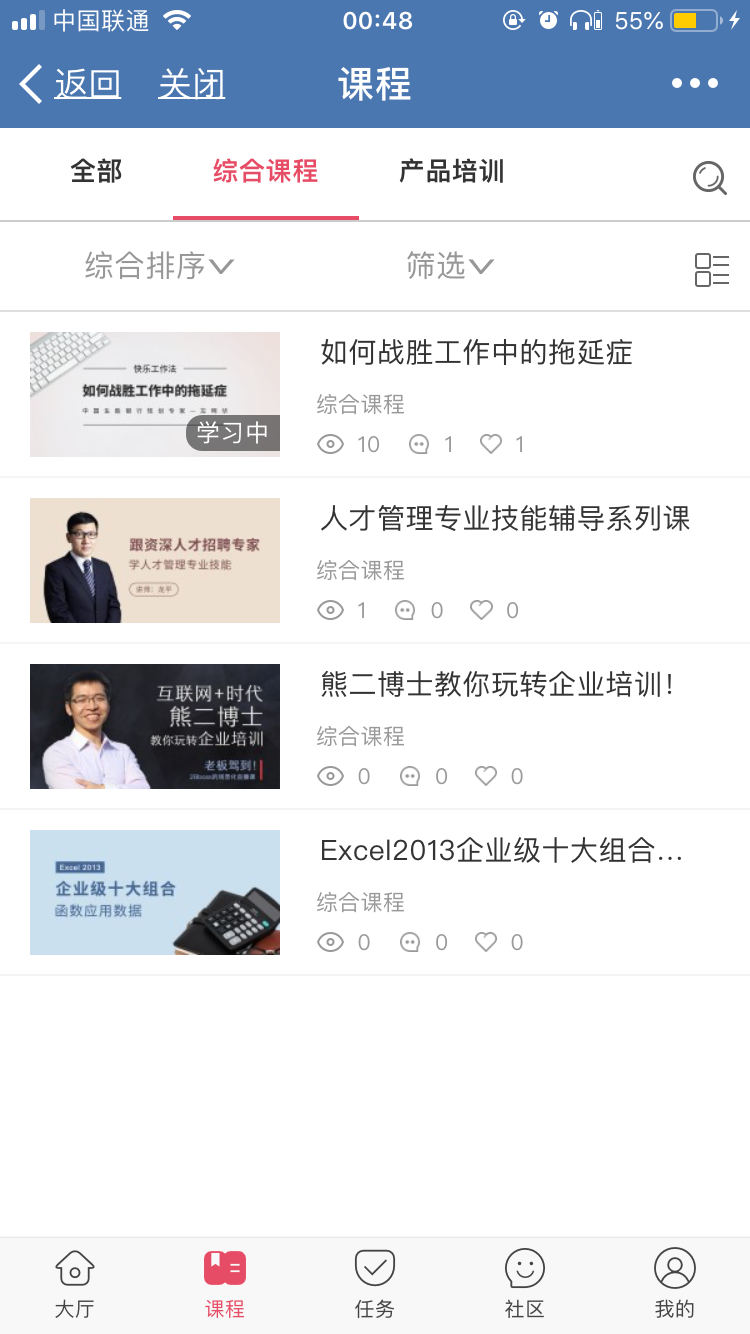 中国联通 00:48 55%
返回 关闭 课程
全部 综合课程 产品培训
综合排序 筛选
快乐工作法
如何战胜工作中的拖延症
学习中
如何战胜工作中的拖延症
综合课程
10 1 1
跟资深人才招聘专家
学人才管理专业技能
讲师：龙平
人才管理专业技能辅导系列课
综合课程
1 0 0
互联网+时代
熊二博士
教你玩转企业培训
老板驾到！
熊二博士教你玩转企业培训！
综合课程
0 0 0
Excel 2013
企业级十大组合
函数应用数据
Excel2013企业级十大组合...
综合课程
0 0 0
大厅 课程 任务 社区 我的